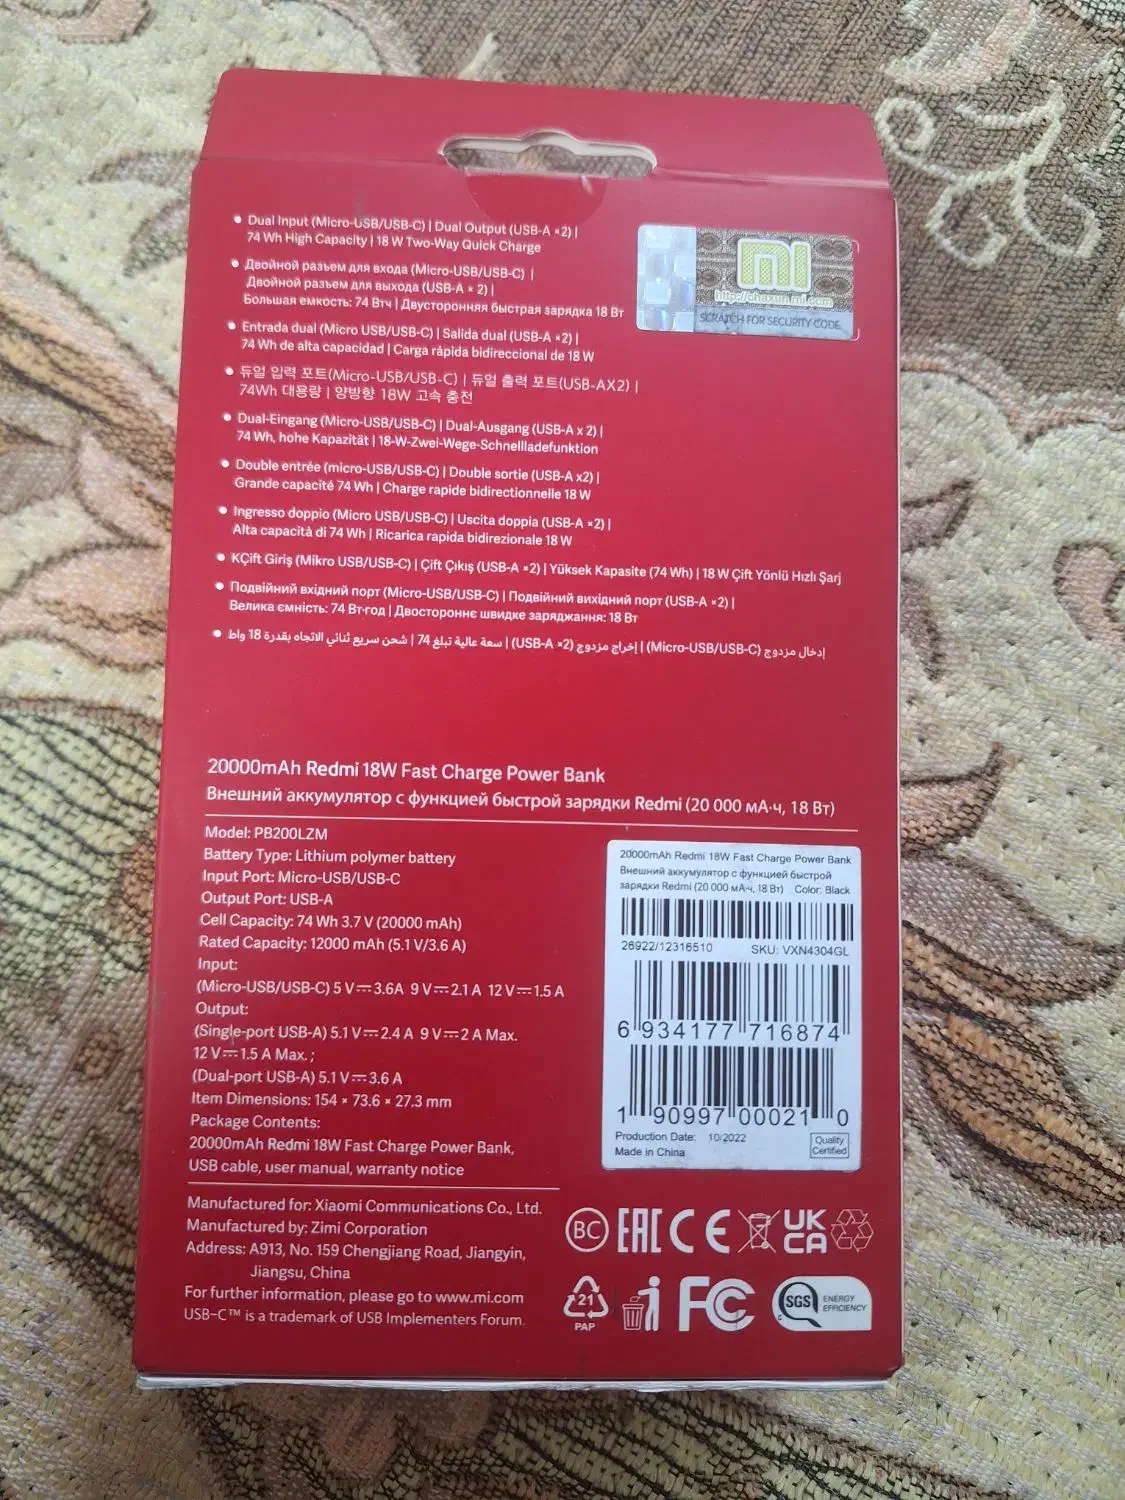 • Dual Input (Micro-USB/USB-C) | Dual Output (USB-A ×2) |
74 Wh High Capacity | 18 W Two-Way Quick Charge
• Двойной разъем для входа (Micro-USB/USB-C) |
Двойной разъем для выхода (USB-A × 2) |
Большая емкость: 74 Втч | Двусторонняя быстрая зарядка 18 Вт
• Entrada dual (Micro USB/USB-C) | Salida dual (USB-A ×2) |
74 Wh de alta capacidad | Carga rápida bidireccional de 18 W
• 듀얼 입력 포트(Micro-USB/USB-C) | 듀얼 출력 포트(USB-AX2) |
74Wh 대용량 | 양방향 18W 고속 충전
• Dual-Eingang (Micro-USB/USB-C) | Dual-Ausgang (USB-A x 2) |
74 Wh, hohe Kapazität | 18-W-Zwei-Wege-Schnellladefunktion
• Double entrée (micro-USB/USB-C) | Double sortie (USB-A x2) |
Grande capacité 74 Wh | Charge rapide bidirectionnelle 18 W
• Ingresso doppio (Micro USB/USB-C) | Uscita doppia (USB-A ×2) |
Alta capacità di 74 Wh | Ricarica rapida bidirezionale 18 W
• KÇift Giriş (Mikro USB/USB-C) | Çift Çıkış (USB-A ×2) | Yüksek Kapasite (74 Wh) | 18 W Çift Yönlü Hızlı Şarj
• Подвійний вхідний порт (Micro-USB/USB-C) | Подвійний вихідний порт (USB-A ×2) |
Велика ємність: 74 Вт·год | Двостороннє швидке заряджання: 18 Вт
• إدخال مزدوج (Micro-USB/USB-C) | إخراج مزدوج (USB-A ×2) | سعة عالية تبلغ 74 | شحن سريع ثنائي الاتجاه بقدرة 18 واط
mi
http://chaxun.mi.com
SCRATCH FOR SECURITY CODE
20000mAh Redmi 18W Fast Charge Power Bank
Внешний аккумулятор с функцией быстрой зарядки Redmi (20 000 мА·ч, 18 Вт)
Model: PB200LZM
Battery Type: Lithium polymer battery
Input Port: Micro-USB/USB-C
Output Port: USB-A
Cell Capacity: 74 Wh 3.7 V (20000 mAh)
Rated Capacity: 12000 mAh (5.1 V/3.6 A)
Input:
(Micro-USB/USB-C) 5 V⎓3.6A 9 V⎓2.1 A 12 V⎓1.5 A
Output:
(Single-port USB-A) 5.1 V⎓2.4 A 9 V⎓2 A Max.
12 V⎓1.5 A Max. ;
(Dual-port USB-A) 5.1 V⎓3.6 A
Item Dimensions: 154 × 73.6 × 27.3 mm
Package Contents:
20000mAh Redmi 18W Fast Charge Power Bank,
USB cable, user manual, warranty notice
20000mAh Redmi 18W Fast Charge Power Bank
Внешний аккумулятор с функцией быстрой
зарядки Redmi (20 000 мА·ч, 18 Вт) Color: Black
26922/12316510 SKU: VXN4304GL
6 934177 716874
1 90997 00021 0
Production Date: 10/2022
Made in China
Quality
Certified
Manufactured for: Xiaomi Communications Co., Ltd.
Manufactured by: Zimi Corporation
Address: A913, No. 159 Chengjiang Road, Jiangyin,
Jiangsu, China
For further information, please go to www.mi.com
USB-C™ is a trademark of USB Implementers Forum.
BC EAC CE UK
CA
21
PAP
FC
SGS ENERGY
EFFICIENCY